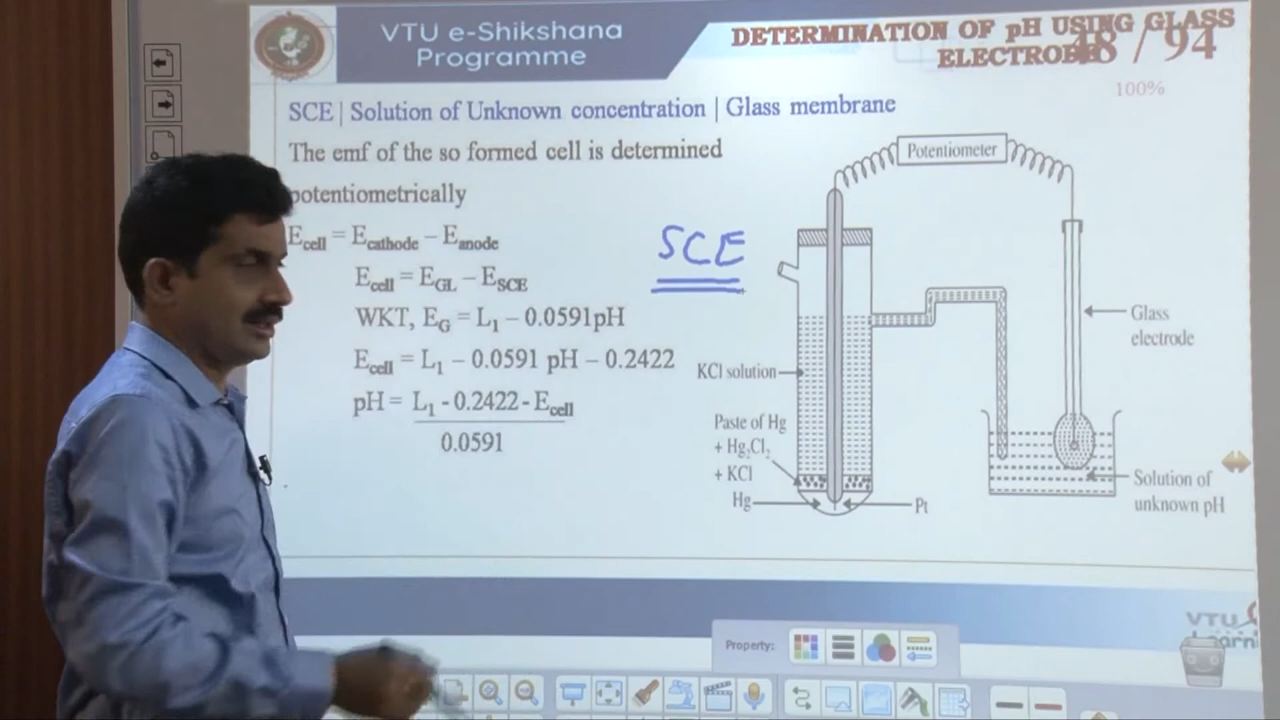 VTU e-Shikshana
Programme
DETERMINATION OF pH USING GLASS
ELECTRODE
48 / 94
100%
SCE | Solution of Unknown concentration | Glass membrane
The emf of the so formed cell is determined
potentiometrically
Ecell = Ecathode – Eanode
Ecell = EGL – ESCE
WKT, EG = L1 – 0.0591pH
Ecell = L1 – 0.0591 pH – 0.2422
pH = L1 - 0.2422 - Ecell
0.0591
SCE
Potentiometer
Glass
electrode
KCl solution
Paste of Hg
+ Hg2Cl2
+ KCl
Hg
Pt
Solution of
unknown pH
VTU
Property: